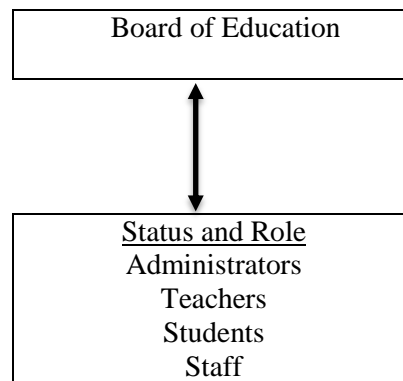 Board of Education
Status and Role
Administrators
Teachers
Students
Staff